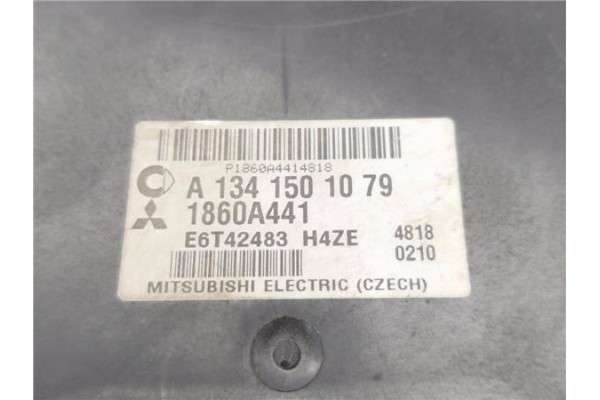 P1860A4414818
A 134 150 10 79
1860A441
E6T42483 H4ZE 4818
0210
MITSUBISHI ELECTRIC (CZECH)